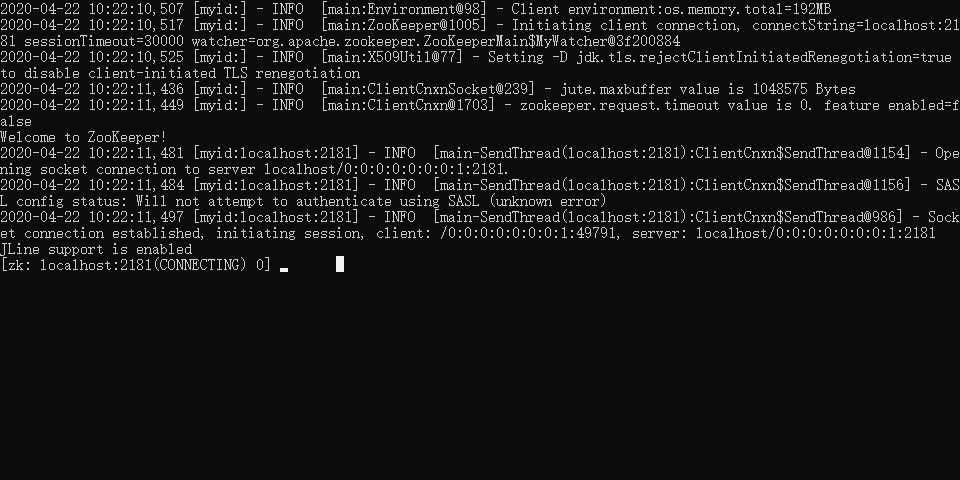 2020-04-22 10:22:10,507 [myid:] - INFO  [main:Environment@98] - Client environment:os.memory.total=192MB
2020-04-22 10:22:10,517 [myid:] - INFO  [main:ZooKeeper@1005] - Initiating client connection, connectString=localhost:21
81 sessionTimeout=30000 watcher=org.apache.zookeeper.ZooKeeperMain$MyWatcher@3f200884
2020-04-22 10:22:10,525 [myid:] - INFO  [main:X509Util@77] - Setting -D jdk.tls.rejectClientInitiatedRenegotiation=true
to disable client-initiated TLS renegotiation
2020-04-22 10:22:11,436 [myid:] - INFO  [main:ClientCnxnSocket@239] - jute.maxbuffer value is 1048575 Bytes
2020-04-22 10:22:11,449 [myid:] - INFO  [main:ClientCnxn@1703] - zookeeper.request.timeout value is 0. feature enabled=f
alse
Welcome to ZooKeeper!
2020-04-22 10:22:11,481 [myid:localhost:2181] - INFO  [main-SendThread(localhost:2181):ClientCnxn$SendThread@1154] - Ope
ning socket connection to server localhost/0:0:0:0:0:0:0:1:2181.
2020-04-22 10:22:11,484 [myid:localhost:2181] - INFO  [main-SendThread(localhost:2181):ClientCnxn$SendThread@1156] - SAS
L config status: Will not attempt to authenticate using SASL (unknown error)
2020-04-22 10:22:11,497 [myid:localhost:2181] - INFO  [main-SendThread(localhost:2181):ClientCnxn$SendThread@986] - Sock
et connection established, initiating session, client: /0:0:0:0:0:0:0:1:49791, server: localhost/0:0:0:0:0:0:0:1:2181
JLine support is enabled
[zk: localhost:2181(CONNECTING) 0]